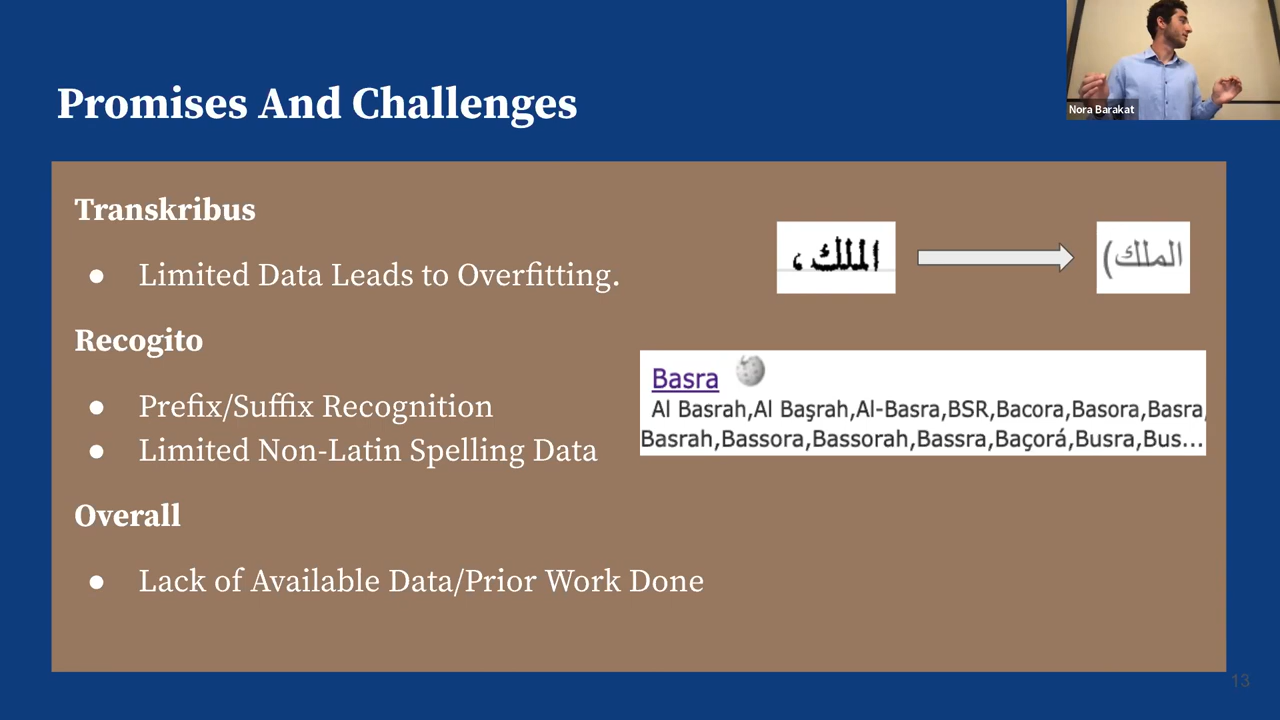 Nora Barakat
Promises And Challenges
Transkribus
● Limited Data Leads to Overfitting.
الملك ،
الملك)
Recogito
● Prefix/Suffix Recognition
● Limited Non-Latin Spelling Data
Basra
Al Basrah,Al Başrah,Al-Basra,BSR,Bacora,Basora,Basra,
Basrah,Bassora,Bassorah,Bassra,Baçorá,Busra,Bus...
Overall
● Lack of Available Data/Prior Work Done
13